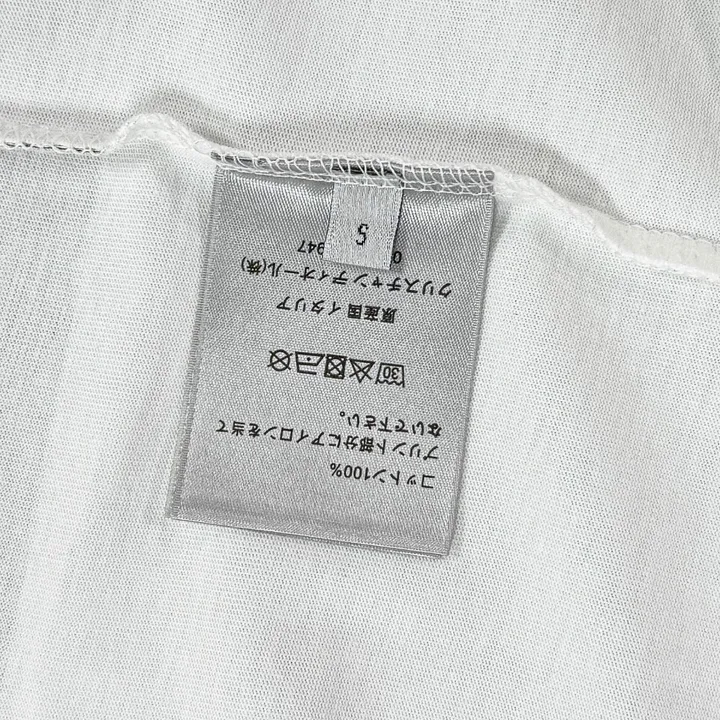 コットン100%
プリント部分にアイロンを当て
ないで下さい。
30
原産国 イタリア
クリスチャンディオール(株)
947
S